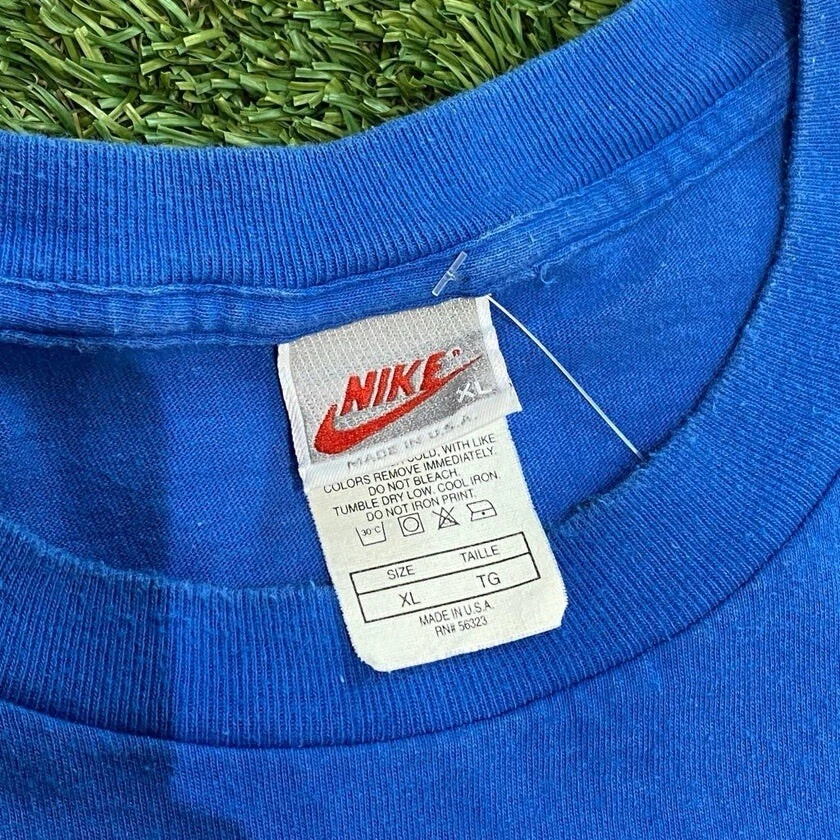 NIKE®
XL
MADE IN U.S.A.
WITH LIKE
COLORS REMOVE IMMEDIATELY.
DO NOT BLEACH.
TUMBLE DRY LOW. COOL IRON.
DO NOT IRON PRINT.
30°C
SIZE TAILLE
XL TG
MADE IN U.S.A.
RN# 56323